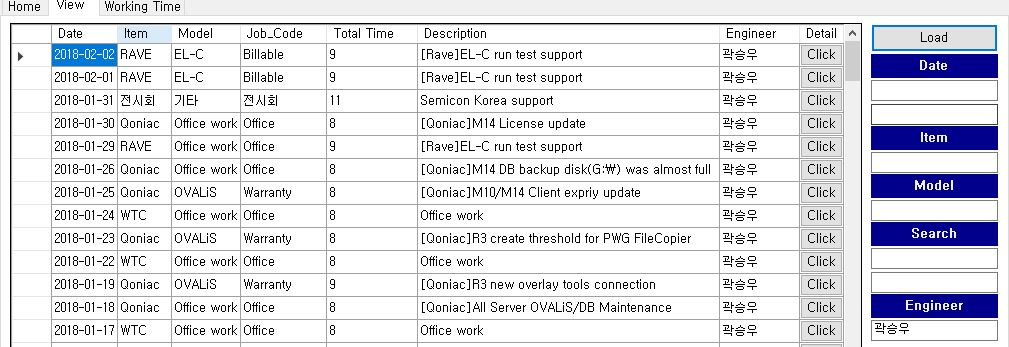 Home View Working Time
Date Item Model Job_Code Total Time Description Engineer Detail
2018-02-02 RAVE EL-C Billable 9 [Rave]EL-C run test support 곽승우 Click
2018-02-01 RAVE EL-C Billable 9 [Rave]EL-C run test support 곽승우 Click
2018-01-31 전시회 기타 전시회 11 Semicon Korea support 곽승우 Click
2018-01-30 Qoniac Office work Office 8 [Qoniac]M14 License update 곽승우 Click
2018-01-29 RAVE Office work Office 8 [Rave]EL-C run test support 곽승우 Click
2018-01-26 Qoniac Office work Office 8 [Qoniac]M14 DB backup disk(G:\) was almost full 곽승우 Click
2018-01-25 Qoniac OVALiS Warranty 8 [Qoniac]M10/M14 Client expriy update 곽승우 Click
2018-01-24 WTC Office work Office 8 Office work 곽승우 Click
2018-01-23 Qoniac OVALiS Warranty 8 [Qoniac]R3 create threshold for PWG FileCopier 곽승우 Click
2018-01-22 WTC Office work Office 8 Office work 곽승우 Click
2018-01-19 Qoniac OVALiS Warranty 9 [Qoniac]R3 new overlay tools connection 곽승우 Click
2018-01-18 Qoniac Office work Office 8 [Qoniac]All Server OVALiS/DB Maintenance 곽승우 Click
2018-01-17 WTC Office work Office 8 Office work 곽승우 Click
Load
Date
Item
Model
Search
Engineer
곽승우